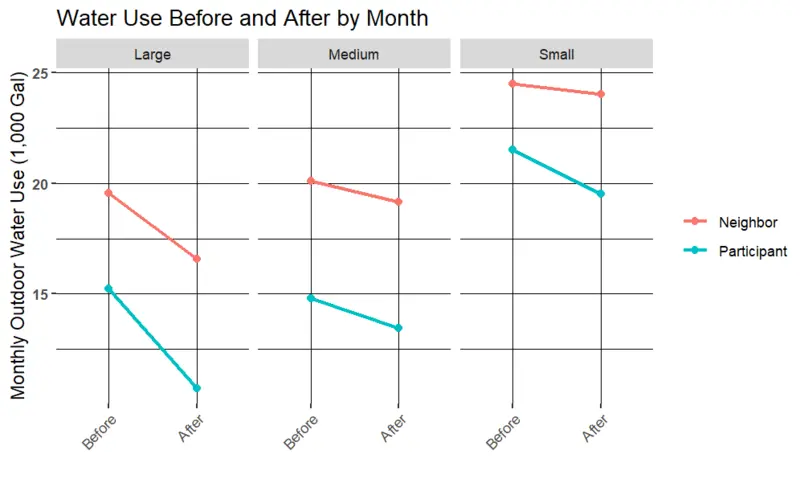 Water Use Before and After by Month
Large
Medium
Small
Monthly Outdoor Water Use (1,000 Gal)
25
20
15
Before
After
Before
After
Before
After
Neighbor
Participant